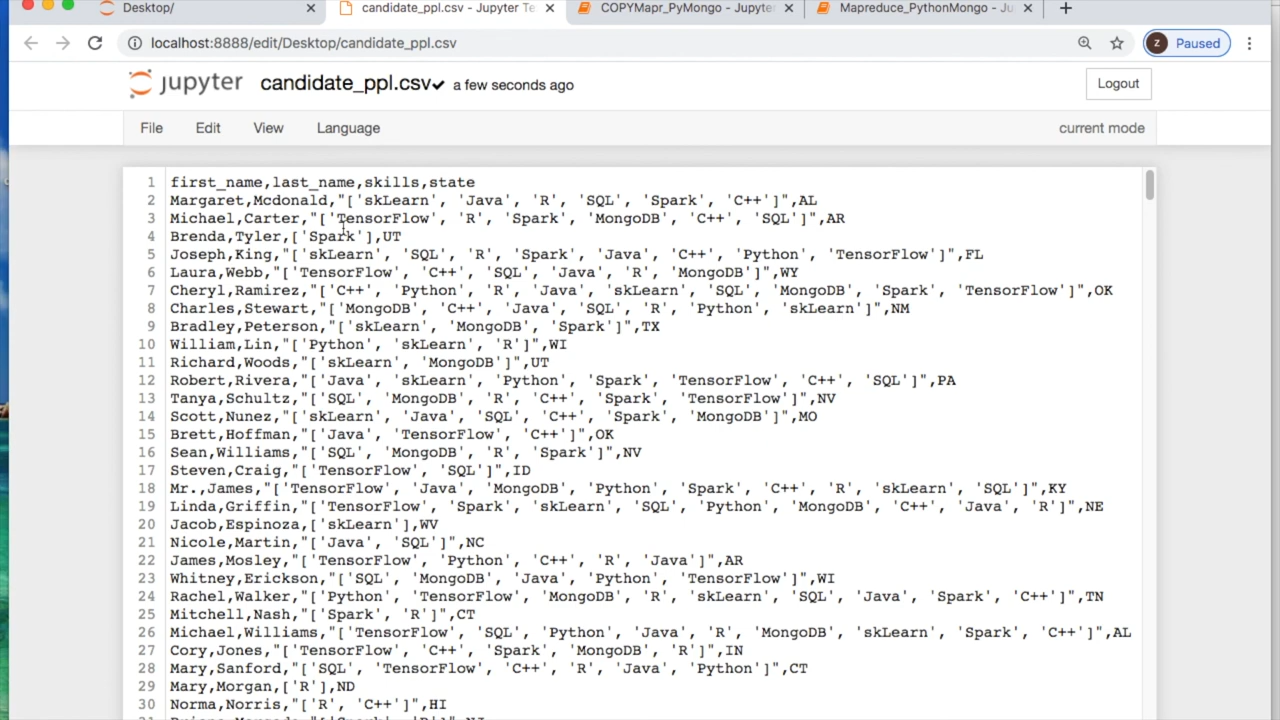 Desktop/
candidate_ppl.csv - Jupyter Te
COPYMapr_PyMongo - Jupyter
Mapreduce_PythonMongo - Ju
localhost:8888/edit/Desktop/candidate_ppl.csv
z Paused
jupyter candidate_ppl.csv✔ a few seconds ago
Logout
File Edit View Language current mode
1 first_name,last_name,skills,state
2 Margaret,Mcdonald,"['skLearn', 'Java', 'R', 'SQL', 'Spark', 'C++']",AL
3 Michael,Carter,"['TensorFlow', 'R', 'Spark', 'MongoDB', 'C++', 'SQL']",AR
4 Brenda,Tyler,['Spark'],UT
5 Joseph,King,"['skLearn', 'SQL', 'R', 'Spark', 'Java', 'C++', 'Python', 'TensorFlow']",FL
6 Laura,Webb,"['TensorFlow', 'C++', 'SQL', 'Java', 'R', 'MongoDB']",WY
7 Cheryl,Ramirez,"['C++', 'Python', 'R', 'Java', 'skLearn', 'SQL', 'MongoDB', 'Spark', 'TensorFlow']",OK
8 Charles,Stewart,"['MongoDB', 'C++', 'Java', 'SQL', 'R', 'Python', 'skLearn']",NM
9 Bradley,Peterson,"['skLearn', 'MongoDB', 'Spark']",TX
10 William,Lin,"['Python', 'skLearn', 'R']",WI
11 Richard,Woods,"['skLearn', 'MongoDB']",UT
12 Robert,Rivera,"['Java', 'skLearn', 'Python', 'Spark', 'TensorFlow', 'C++', 'SQL']",PA
13 Tanya,Schultz,"['SQL', 'MongoDB', 'R', 'C++', 'Spark', 'TensorFlow']",NV
14 Scott,Nunez,"['skLearn', 'Java', 'SQL', 'C++', 'Spark', 'MongoDB']",MO
15 Brett,Hoffman,"['Java', 'TensorFlow', 'C++']",OK
16 Sean,Williams,"['SQL', 'MongoDB', 'R', 'Spark']",NV
17 Steven,Craig,"['TensorFlow', 'SQL']",ID
18 Mr.,James,"['TensorFlow', 'Java', 'MongoDB', 'Python', 'Spark', 'C++', 'R', 'skLearn', 'SQL']",KY
19 Linda,Griffin,"['TensorFlow', 'Spark', 'skLearn', 'SQL', 'Python', 'MongoDB', 'C++', 'Java', 'R']",NE
20 Jacob,Espinoza,['skLearn'],WV
21 Nicole,Martin,"['Java', 'SQL']",NC
22 James,Mosley,"['TensorFlow', 'Python', 'C++', 'R', 'Java']",AR
23 Whitney,Erickson,"['SQL', 'MongoDB', 'Java', 'Python', 'TensorFlow']",WI
24 Rachel,Walker,"['Python', 'TensorFlow', 'MongoDB', 'R', 'skLearn', 'SQL', 'Java', 'Spark', 'C++']",TN
25 Mitchell,Nash,"['Spark', 'R']",CT
26 Michael,Williams,"['TensorFlow', 'SQL', 'Python', 'Java', 'R', 'MongoDB', 'skLearn', 'Spark', 'C++']",AL
27 Cory,Jones,"['TensorFlow', 'C++', 'Spark', 'MongoDB', 'R']",IN
28 Mary,Sanford,"['SQL', 'TensorFlow', 'C++', 'R', 'Java', 'Python']",CT
29 Mary,Morgan,['R'],ND
30 Norma,Norris,"['R', 'C++']",HI